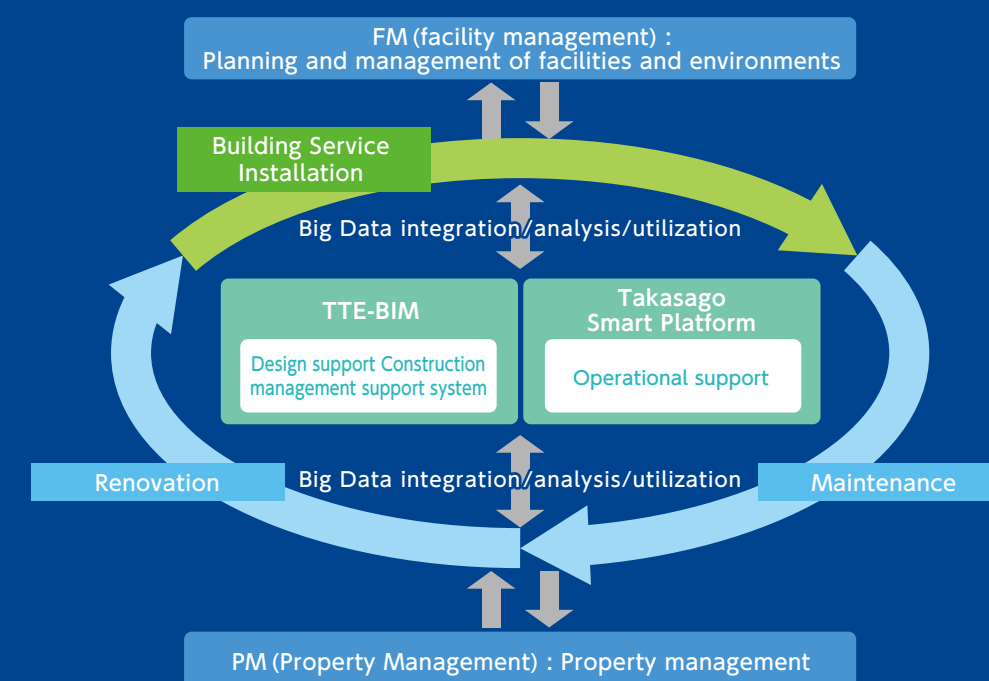 FM (facility management) :
Planning and management of facilities and environments
Building Service
Installation
Big Data integration/analysis/utilization
TTE-BIM
Design support Construction
management support system
Takasago
Smart Platform
Operational support
Renovation
Big Data integration/analysis/utilization
Maintenance
PM (Property Management) : Property management